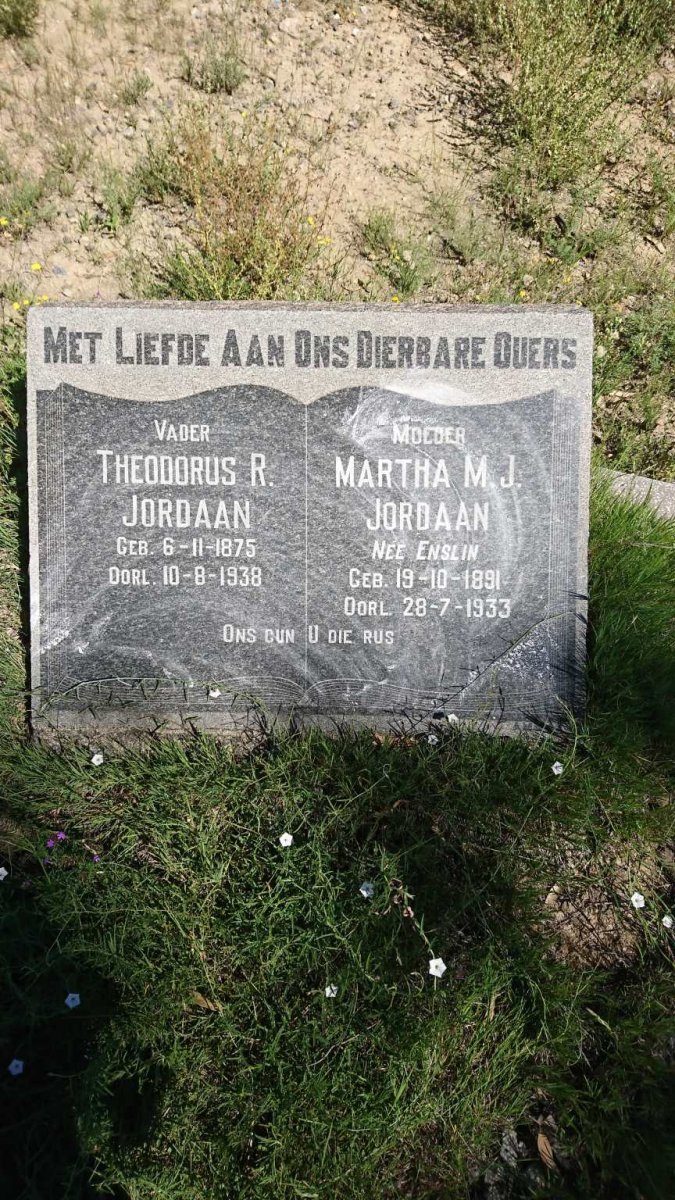 MET LIEFDE AAN ONS DIERBARE OUERS
VADER
THEODORUS R.
JORDAAN
GEB. 6-11-1875
OORL. 10-8-1938
MOEDER
MARTHA M.J.
JORDAAN
NÉE ENSLIN
GEB. 19-10-1891
OORL. 28-7-1933
ONS GUN U DIE RUS